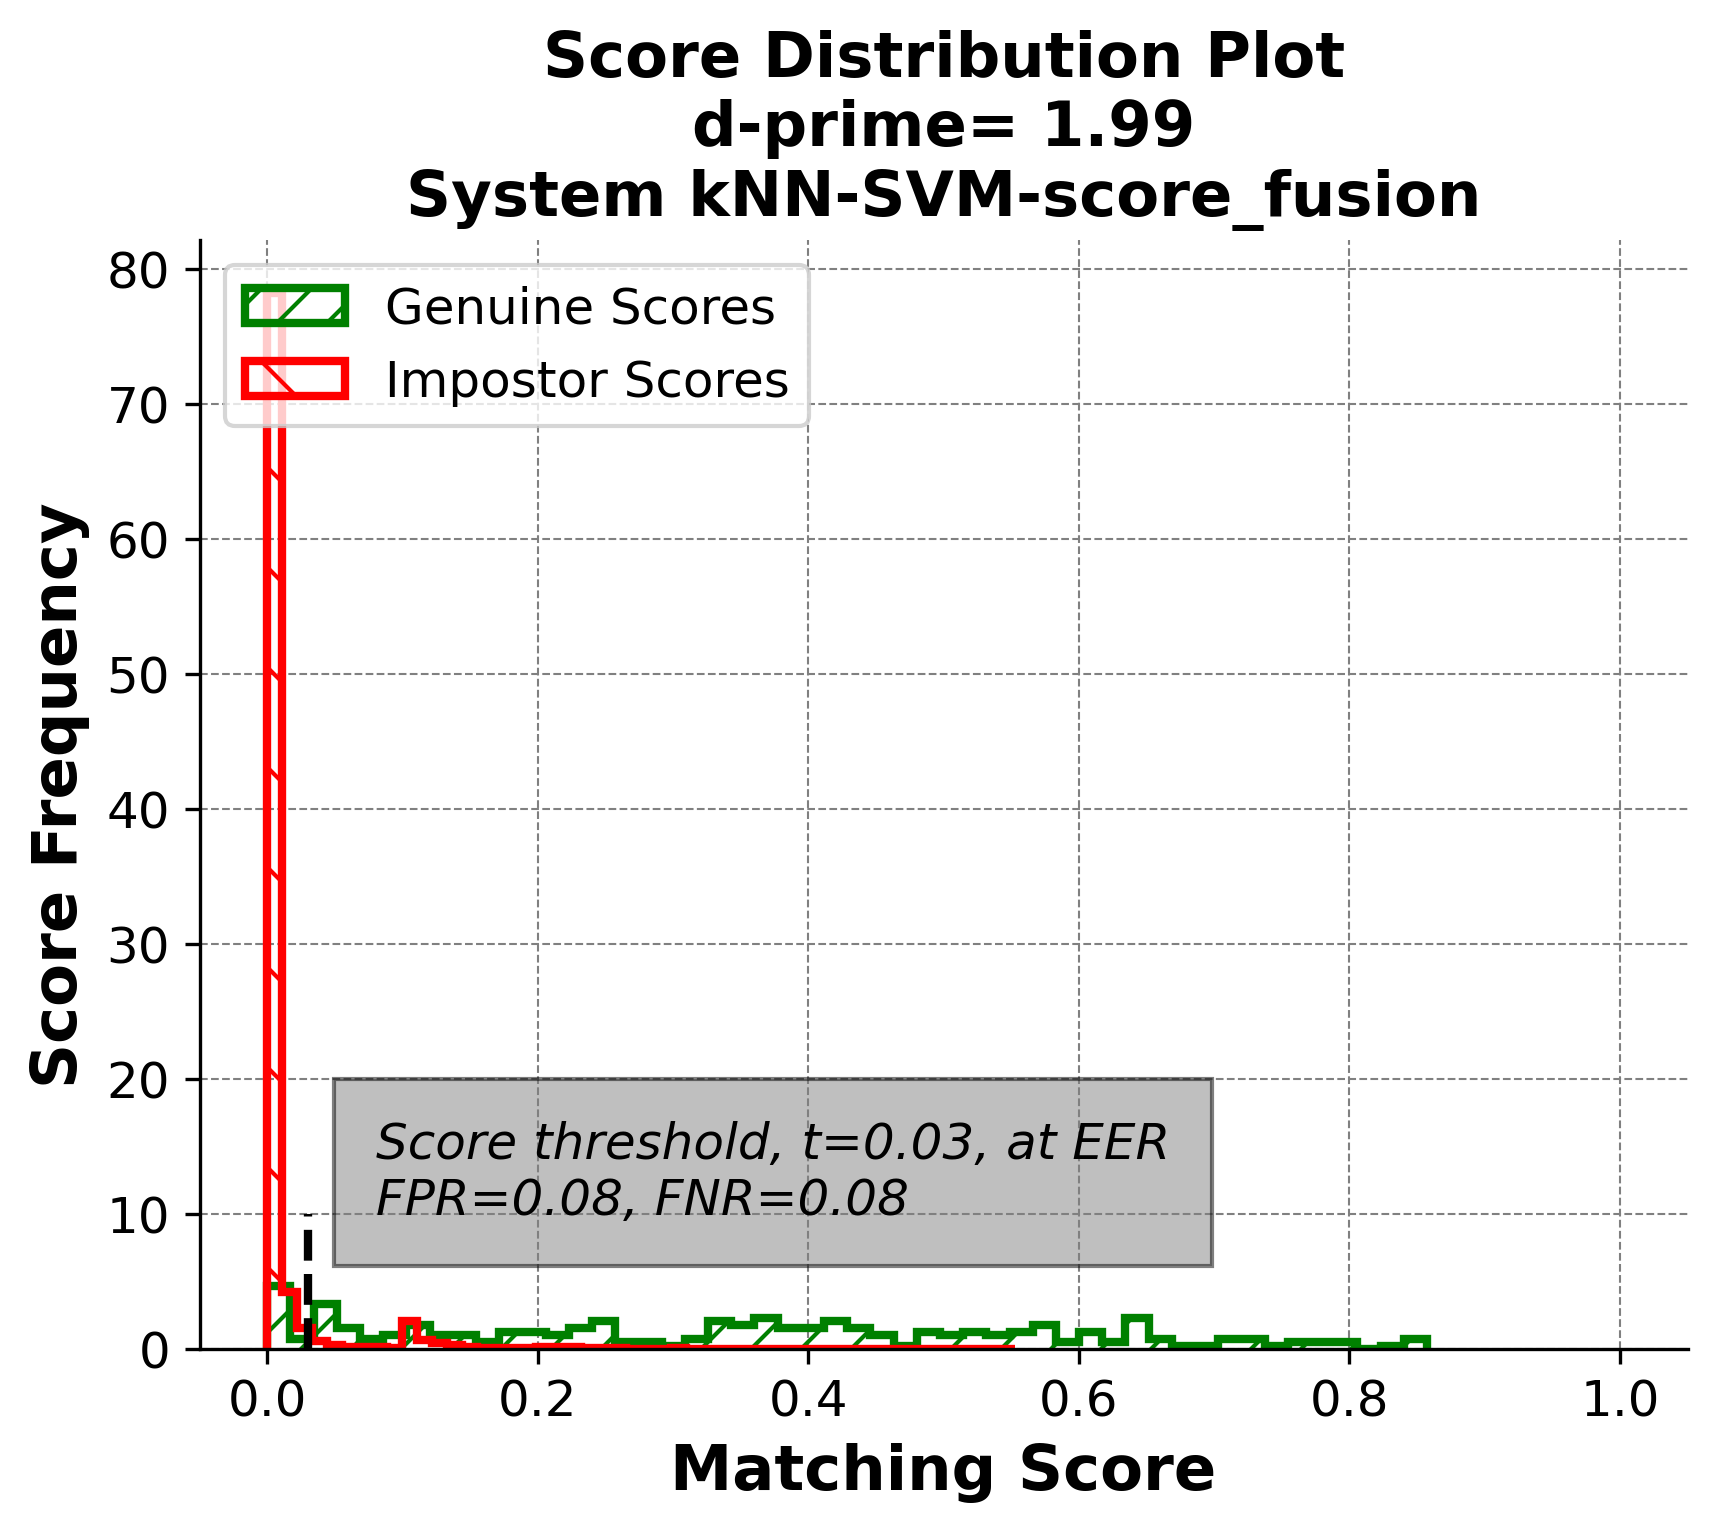 Score Distribution Plot
d-prime= 1.99
System kNN-SVM-score_fusion
Genuine Scores
Impostor Scores
Score Frequency
80
70
60
50
40
30
20
10
0
Score threshold, t=0.03, at EER
FPR=0.08, FNR=0.08
0.0 0.2 0.4 0.6 0.8 1.0
Matching Score